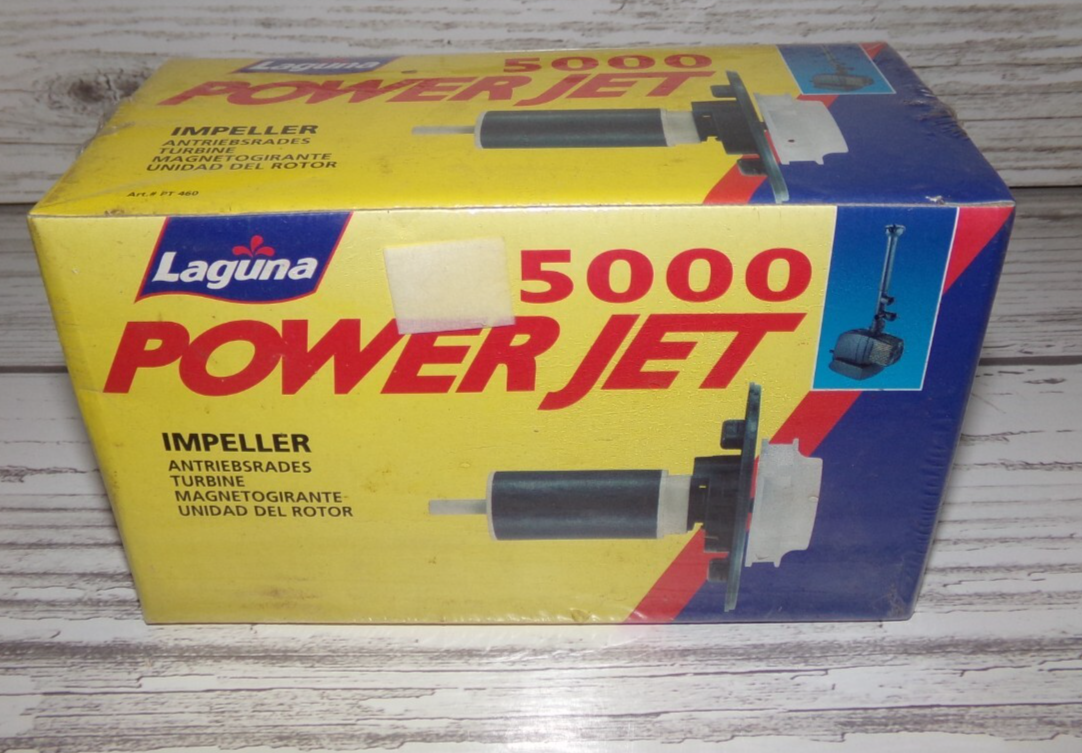 Laguna
5000
POWER JET
IMPELLER
ANTRIEBSRADES
TURBINE
MAGNETOGIRANTE
UNIDAD DEL ROTOR
Art.# PT 460
Laguna
5000
POWER JET
IMPELLER
ANTRIEBSRADES
TURBINE
MAGNETOGIRANTE
UNIDAD DEL ROTOR